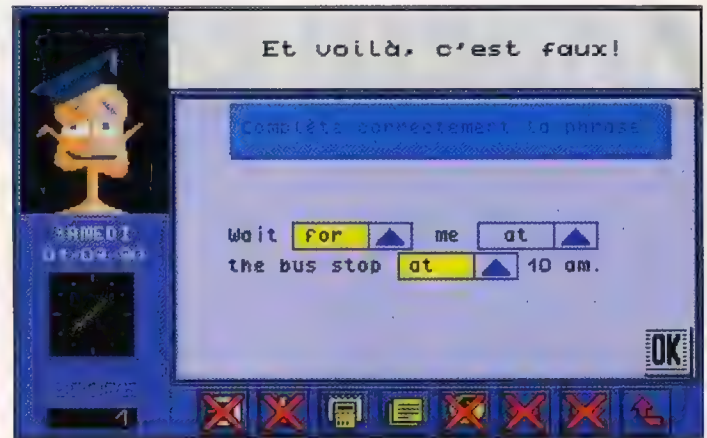 Et voilà, c'est faux!
Complète correctement la phrase
Wait for me at
the bus stop at 10 am.
SAMEDI
OK
1